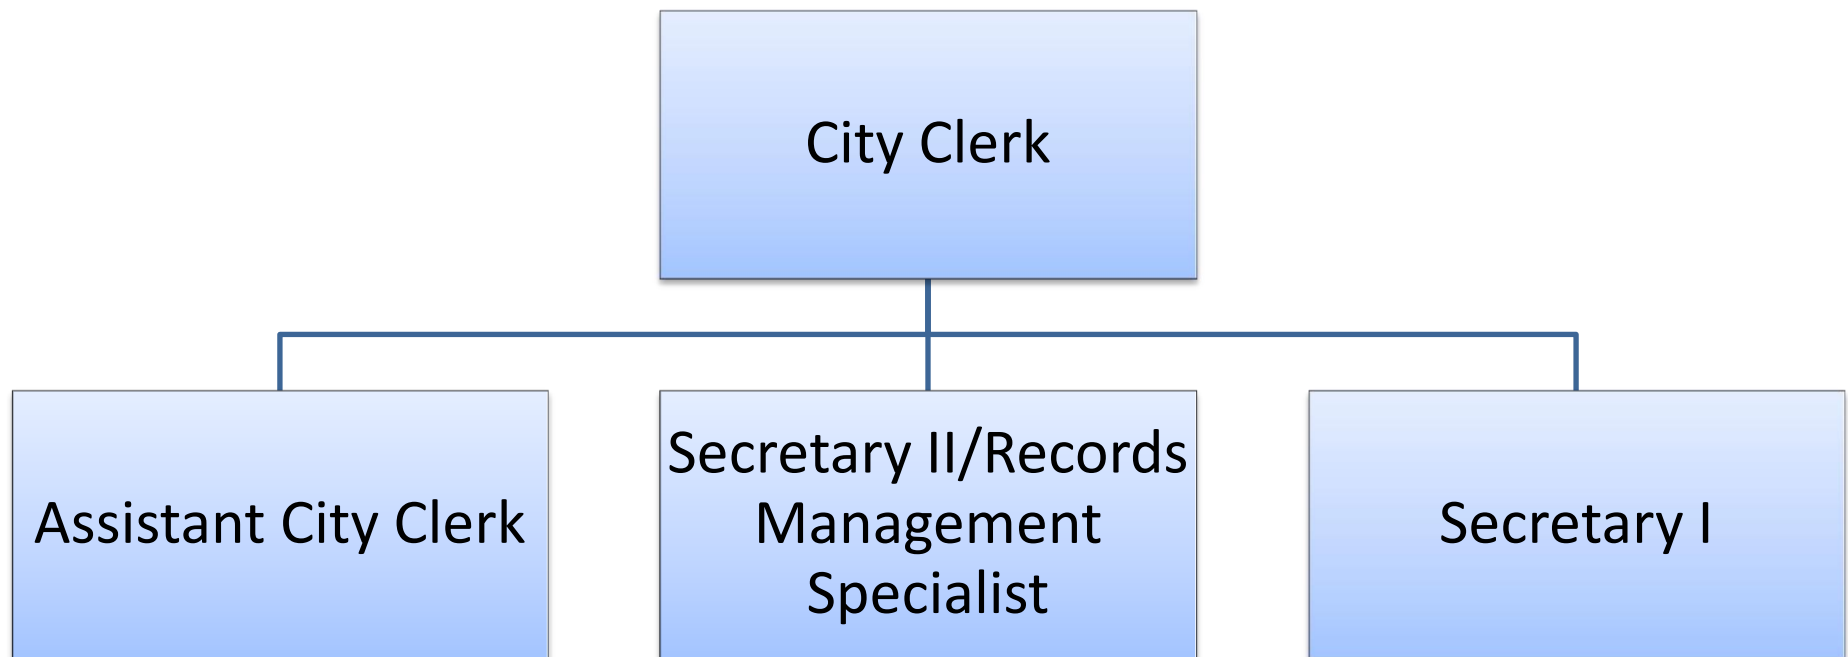 City Clerk
Assistant City Clerk
Secretary II/Records
Management
Specialist
Secretary I